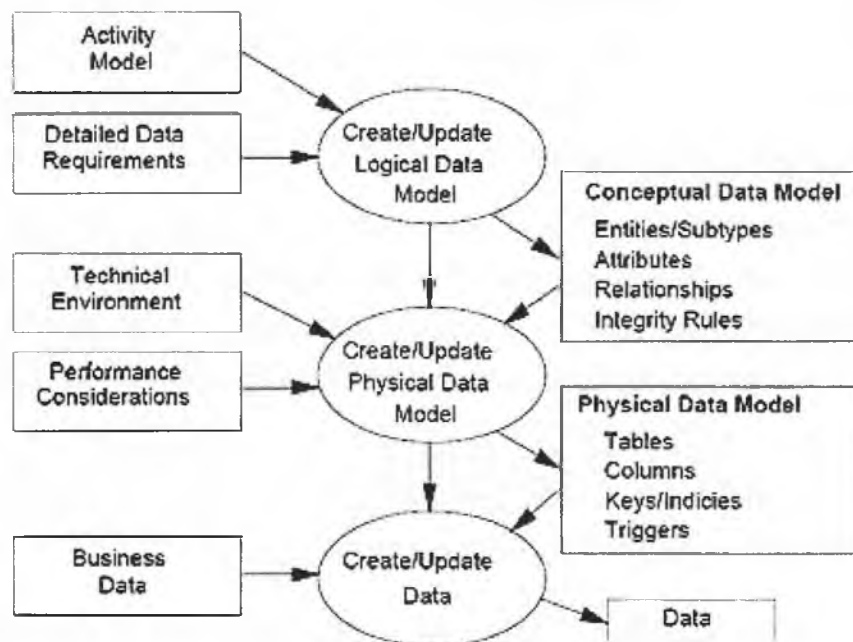 Activity
Model
Detailed Data
Requirements
Create/Update
Logical Data
Model
Conceptual Data Model
Entities/Subtypes
Attributes
Relationships
Integrity Rules
Technical
Environment
Performance
Considerations
Create/Update
Physical Data
Model
Physical Data Model
Tables
Columns
Keys/Indicies
Triggers
Business
Data
Create/Update
Data
Data